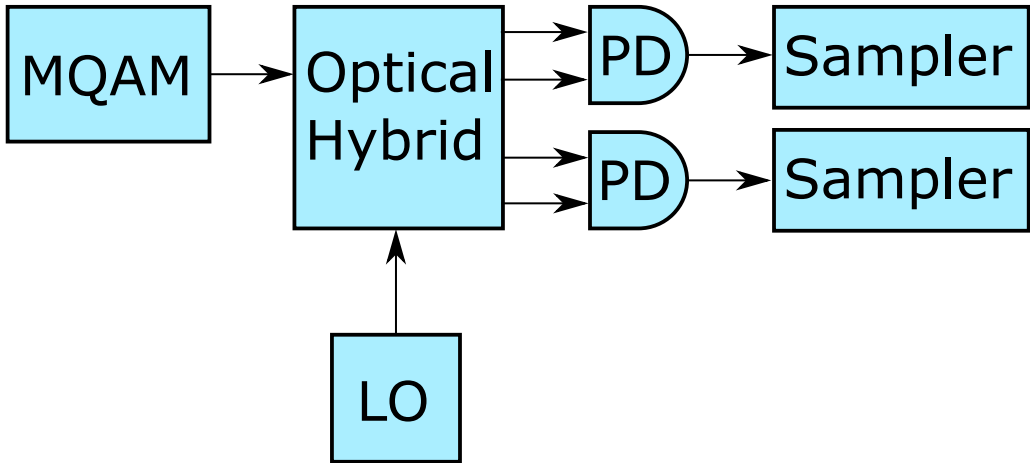 MQAM
Optical
Hybrid
PD
Sampler
PD
Sampler
LO